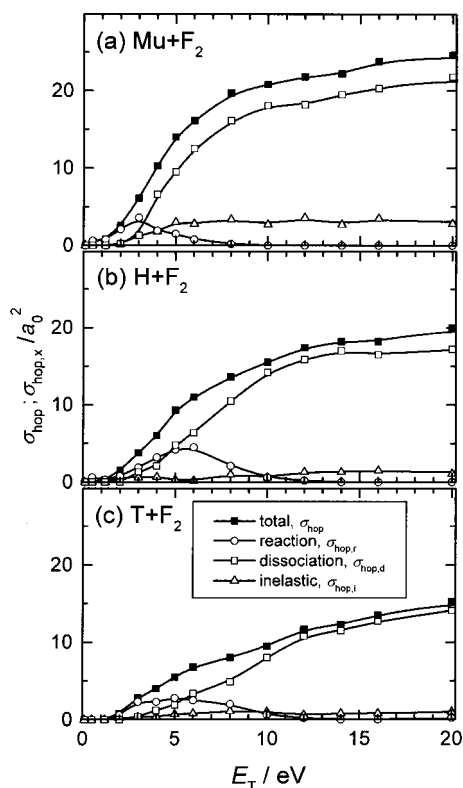 (a) Mu+F₂
20
10
0
(b) H+F₂
20
10
0
σhop ; σhop,x /a₀²
(c) T+F₂
total, σhop
reaction, σhop,r
dissociation, σhop,d
inelastic, σhop,i
20
10
0
0 5 10 15 20
E_T / eV